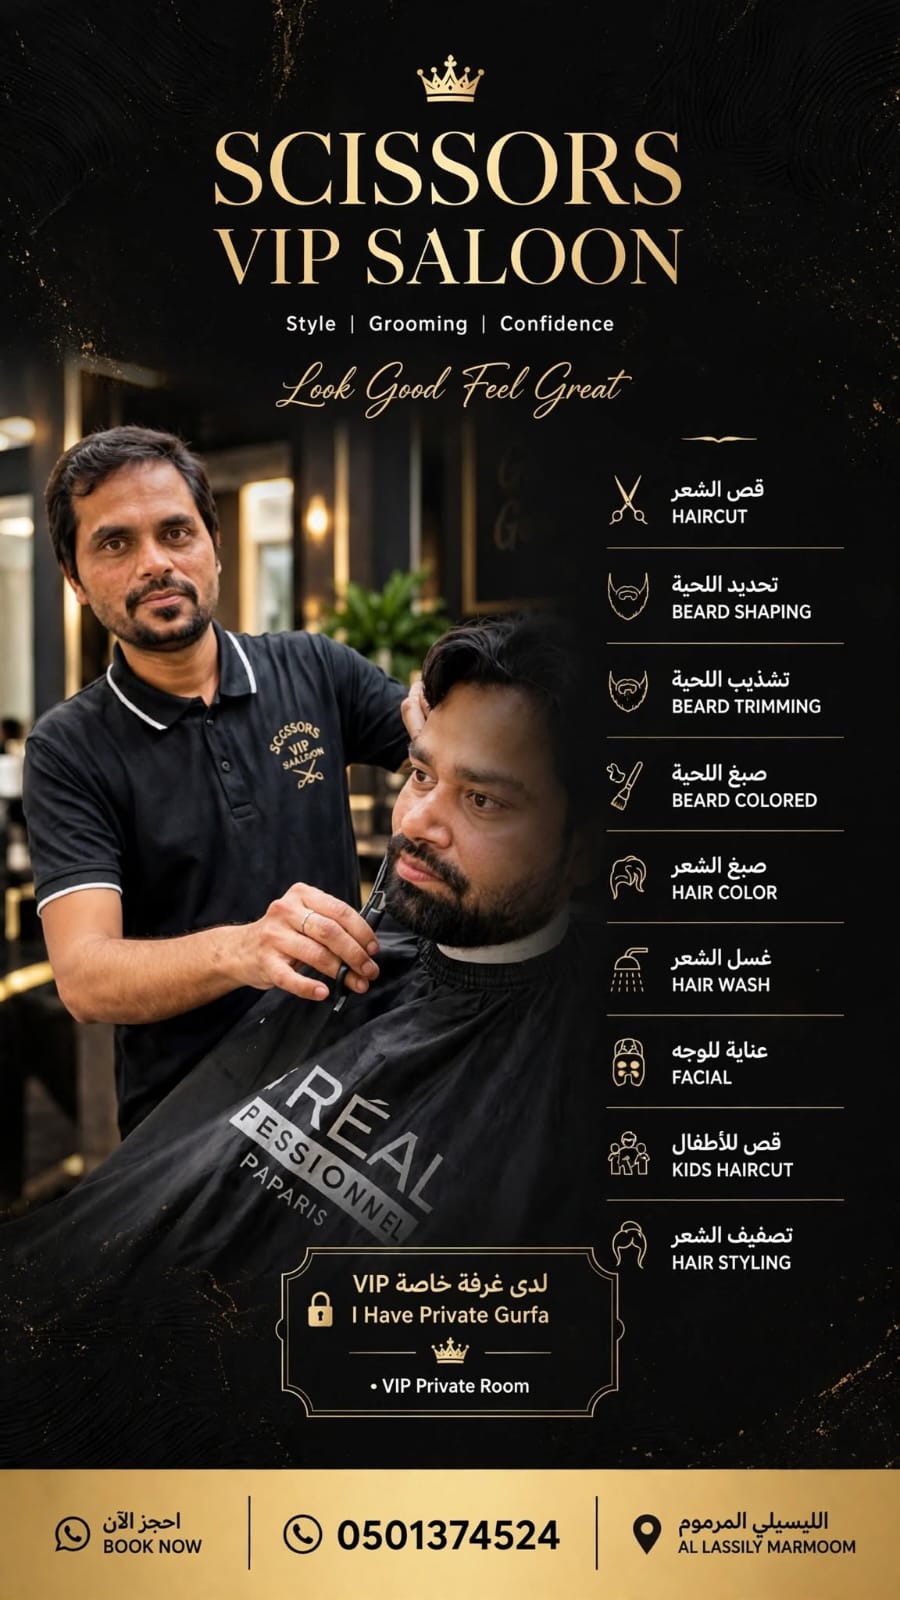 SCISSORS
VIP SALOON
Style | Grooming | Confidence
Look Good Feel Great
قص الشعر
HAIRCUT
تحديد اللحية
BEARD SHAPING
تشذيب اللحية
BEARD TRIMMING
صبغ اللحية
BEARD COLORED
صبغ الشعر
HAIR COLOR
غسل الشعر
HAIR WASH
عناية للوجه
FACIAL
قص للأطفال
KIDS HAIRCUT
تصفيف الشعر
HAIR STYLING
SCGSSORS
VIP
SAALOON
RÉAL
PESSIONNEL
PAPARIS
لدى غرفة خاصة VIP
I Have Private Gurfa
• VIP Private Room
احجز الآن
BOOK NOW
0501374524
الليسيلي المرموم
AL LASSILY MARMOOM